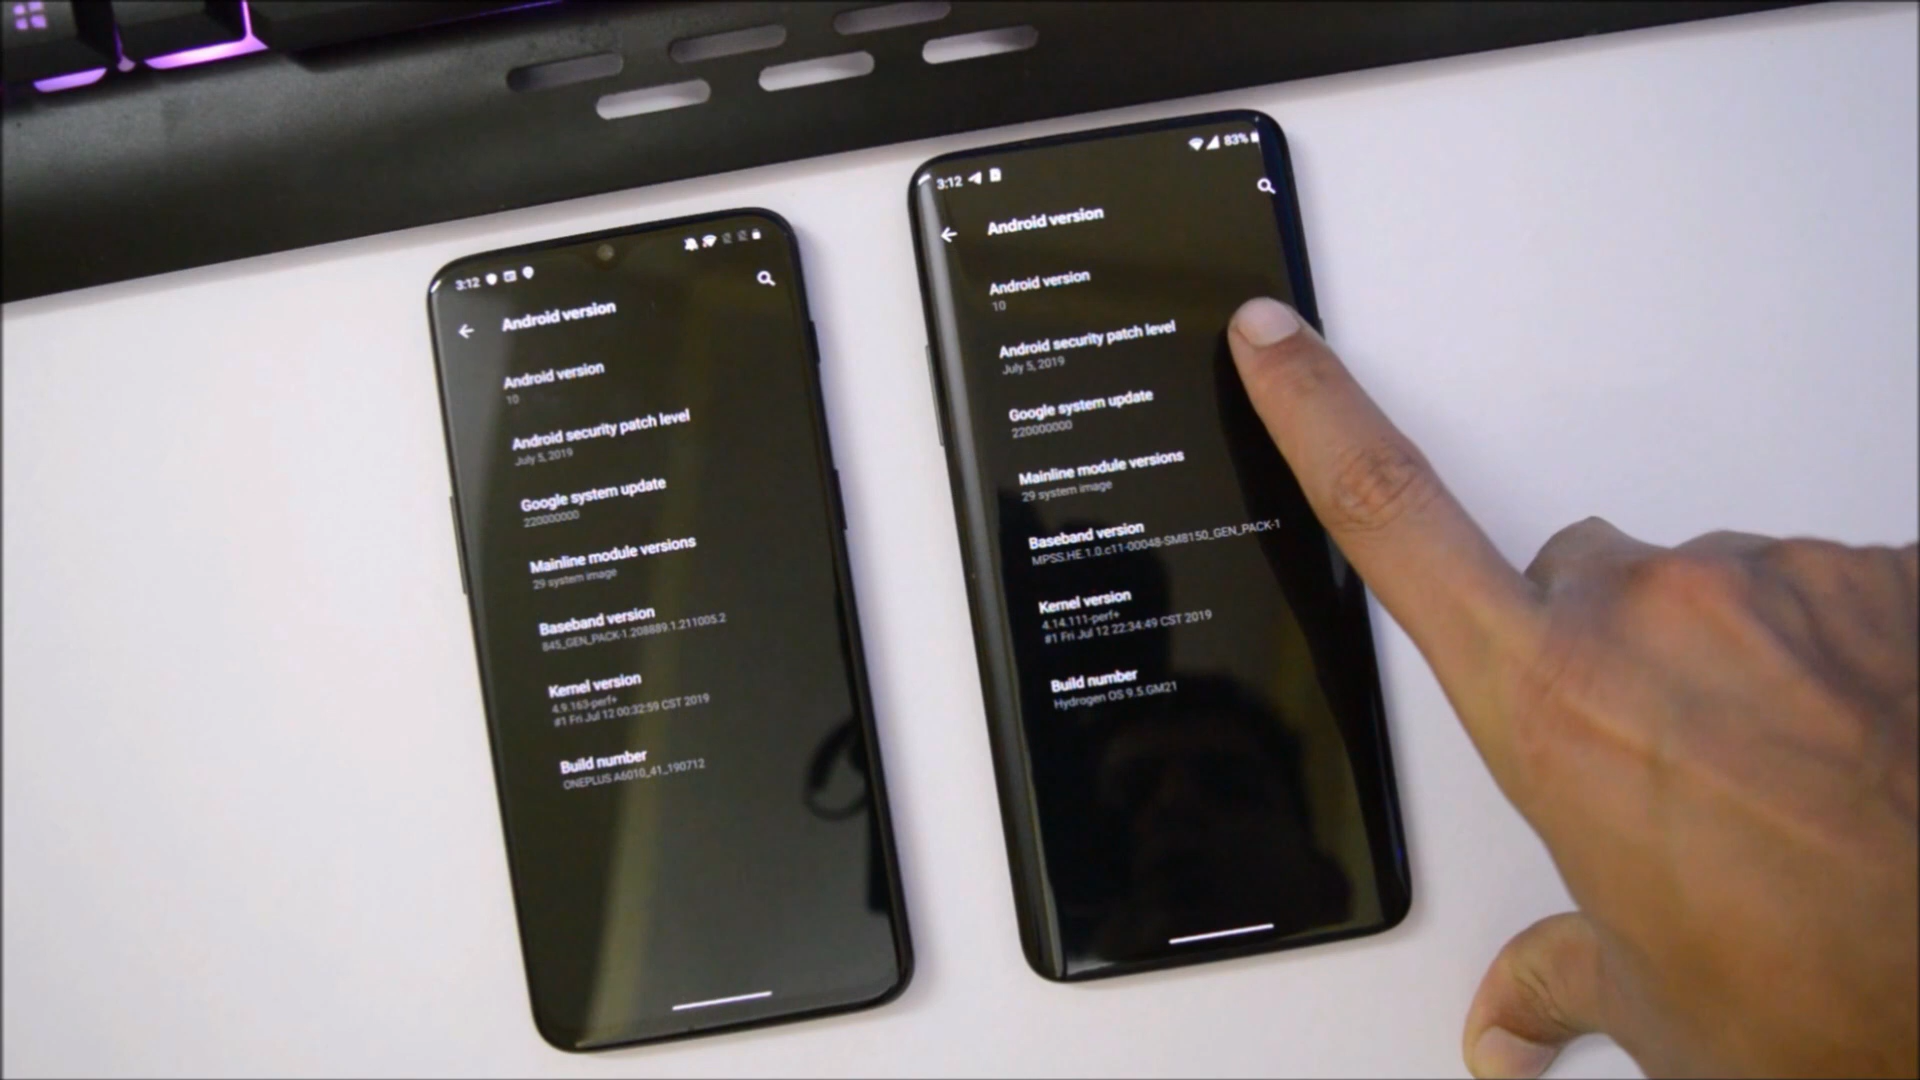 3:12
Android version
Android version
10
Android security patch level
July 5, 2019
Google system update
220000000
Mainline module versions
29 system image
Baseband version
845_GEN_PACK-1.208889.1.211005.2
Kernel version
4.9.163-perf+
#1 Fri Jul 12 00:32:59 CST 2019
Build number
ONEPLUS A6010_41_190712
3:12
83%
Android version
Android version
10
Android security patch level
July 5, 2019
Google system update
220000000
Mainline module versions
29 system image
Baseband version
MPSS.HE.1.0.c11-00048-SM8150_GEN_PACK-1
Kernel version
4.14.111-perf+
#1 Fri Jul 12 22:34:49 CST 2019
Build number
Hydrogen OS 9.5.GM21